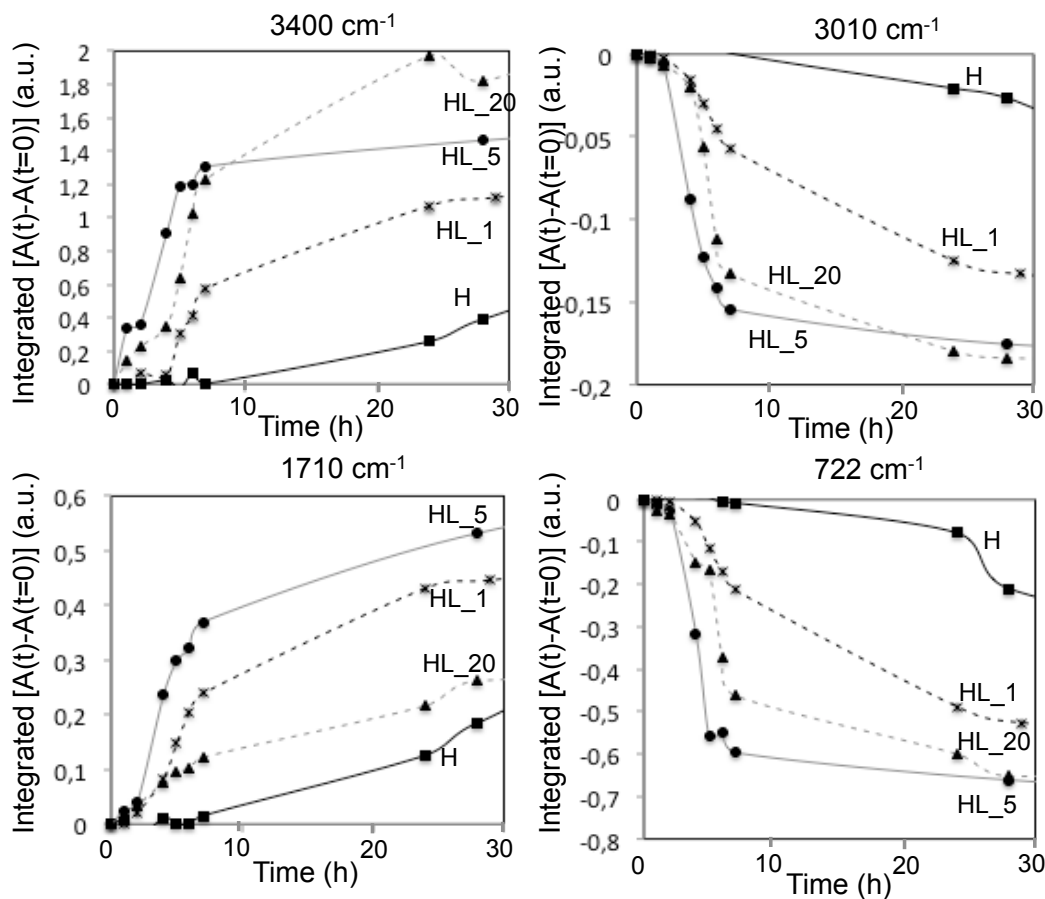 3400 cm-1
Integrated [A(t)-A(t=0)] (a.u.)
2
1,8
1,6
1,4
1,2
1
0,8
0,6
0,4
0,2
0
HL_20
HL_5
HL_1
H
0
10
20
30
Time (h)
3010 cm-1
Integrated [A(t)-A(t=0)] (a.u.)
0
-0,05
-0,1
-0,15
-0,2
H
HL_1
HL_20
HL_5
0
10
20
30
Time (h)
1710 cm-1
Integrated [A(t)-A(t=0)] (a.u.)
0,6
0,5
0,4
0,3
0,2
0,1
0
HL_5
HL_1
HL_20
H
0
10
20
30
Time (h)
722 cm-1
Integrated [A(t)-A(t=0)] (a.u.)
0
-0,1
-0,2
-0,3
-0,4
-0,5
-0,6
-0,7
-0,8
H
HL_1
HL_20
HL_5
0
10
20
30
Time (h)